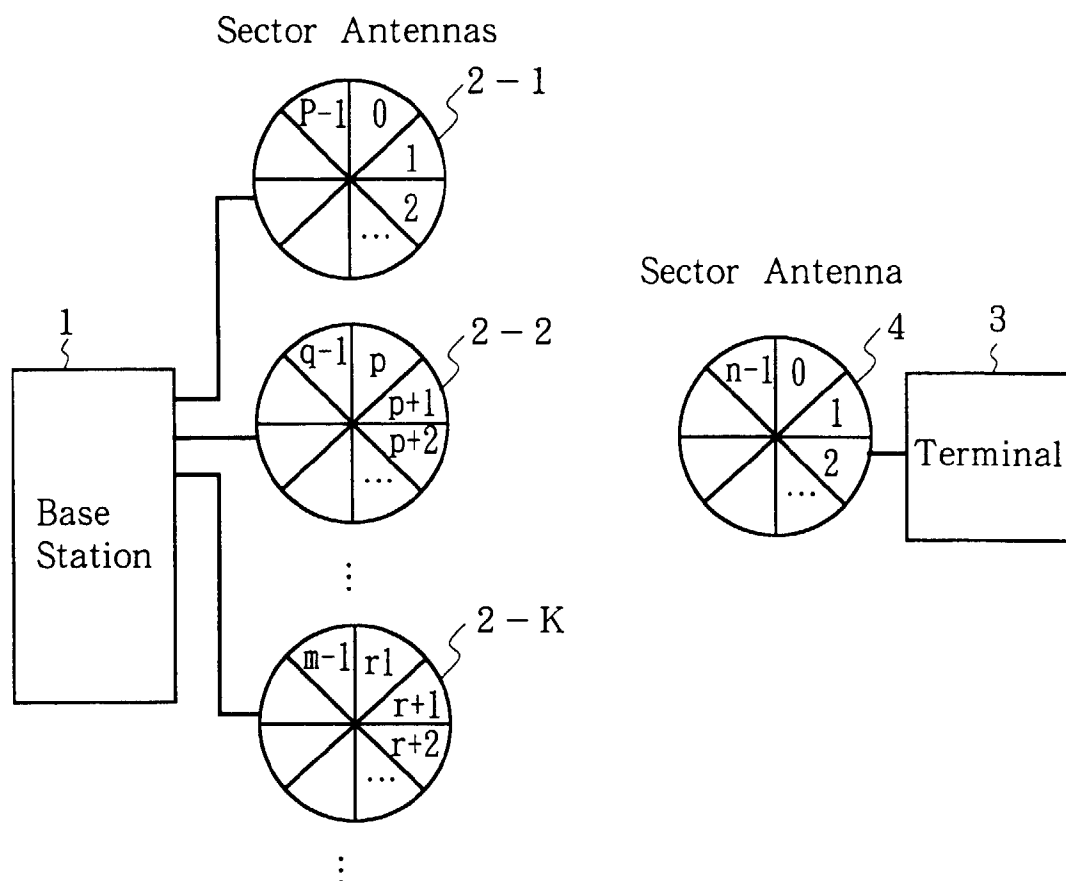 Sector Antennas
2-1
P-1
0
1
2
...
Sector Antenna
1
2-2
q-1
p
p+1
p+2
...
4
3
n-1
0
1
2
...
Terminal
Base
Station
⋮
2-K
m-1
r1
r+1
r+2
...
⋮